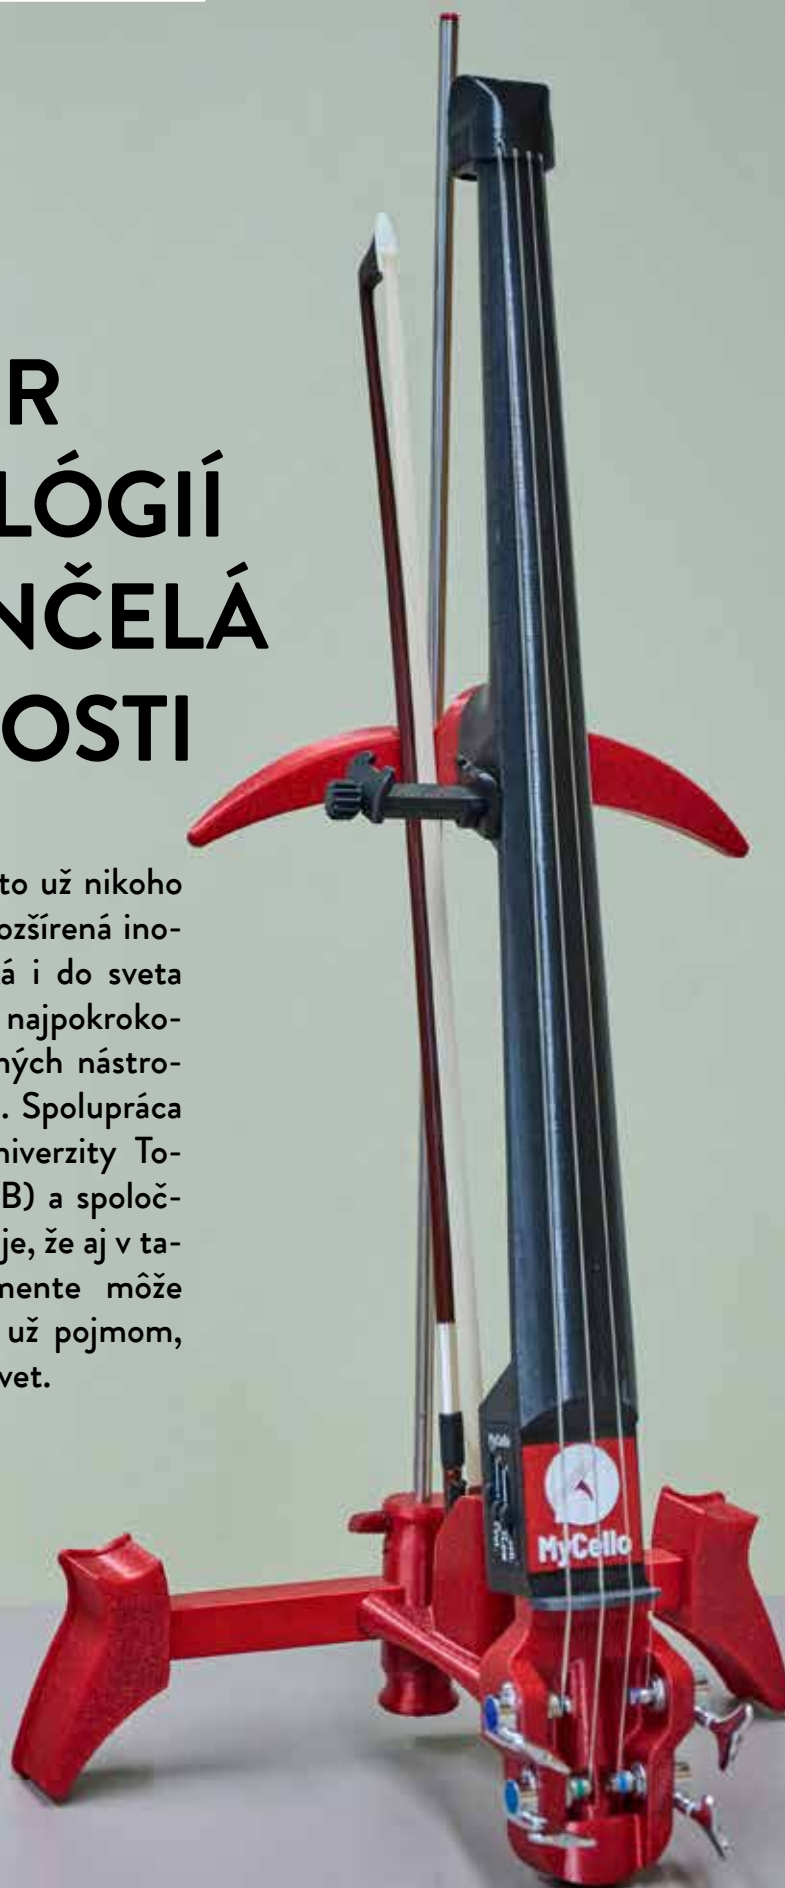 R
LÓGIÍ
NČELÁ
OSTI
to už nikoho
ozšírená ino-
á i do sveta
najpokroko-
ných nástro-
. Spolupráca
niverzity To-
B) a spoloč-
je, že aj v ta-
mente môže
už pojmom,
vet.
MyCello